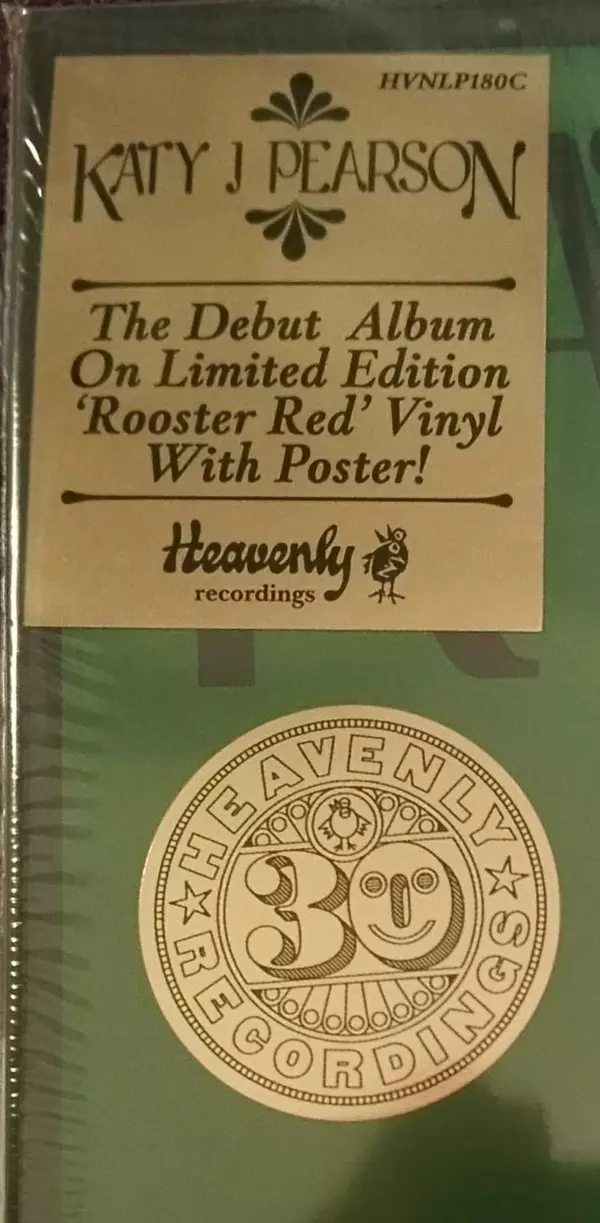 HVNLP180C
KATY J PEARSON
The Debut Album
On Limited Edition
‘Rooster Red’ Vinyl
With Poster!
Heavenly
recordings
HEAVENLY
30
RECORDINGS